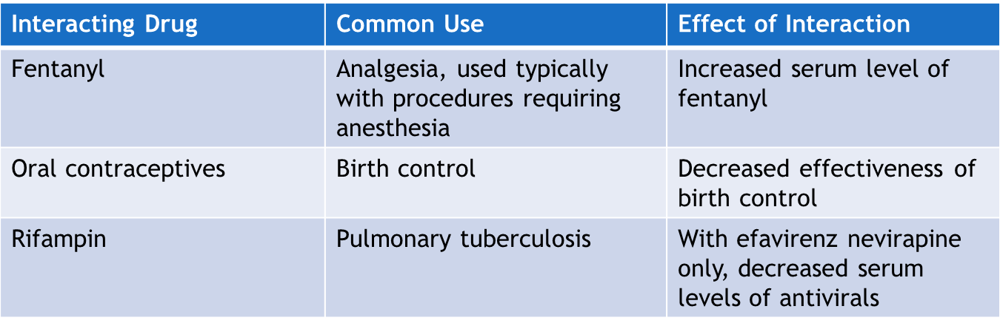 Interacting Drug
Common Use
Effect of Interaction
Fentanyl
Analgesia, used typically
with procedures requiring
anesthesia
Increased serum level of
fentanyl
Oral contraceptives
Birth control
Decreased effectiveness of
birth control
Rifampin
Pulmonary tuberculosis
With efavirenz nevirapine
only, decreased serum
levels of antivirals